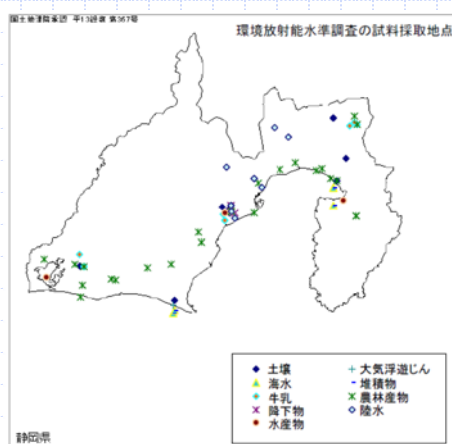 国土地理院承認 平13総複 第367号
環境放射能水準調査の試料採取地点
土壌
大気浮遊じん
海水
堆積物
牛乳
農林産物
降下物
陸水
水産物
静岡県